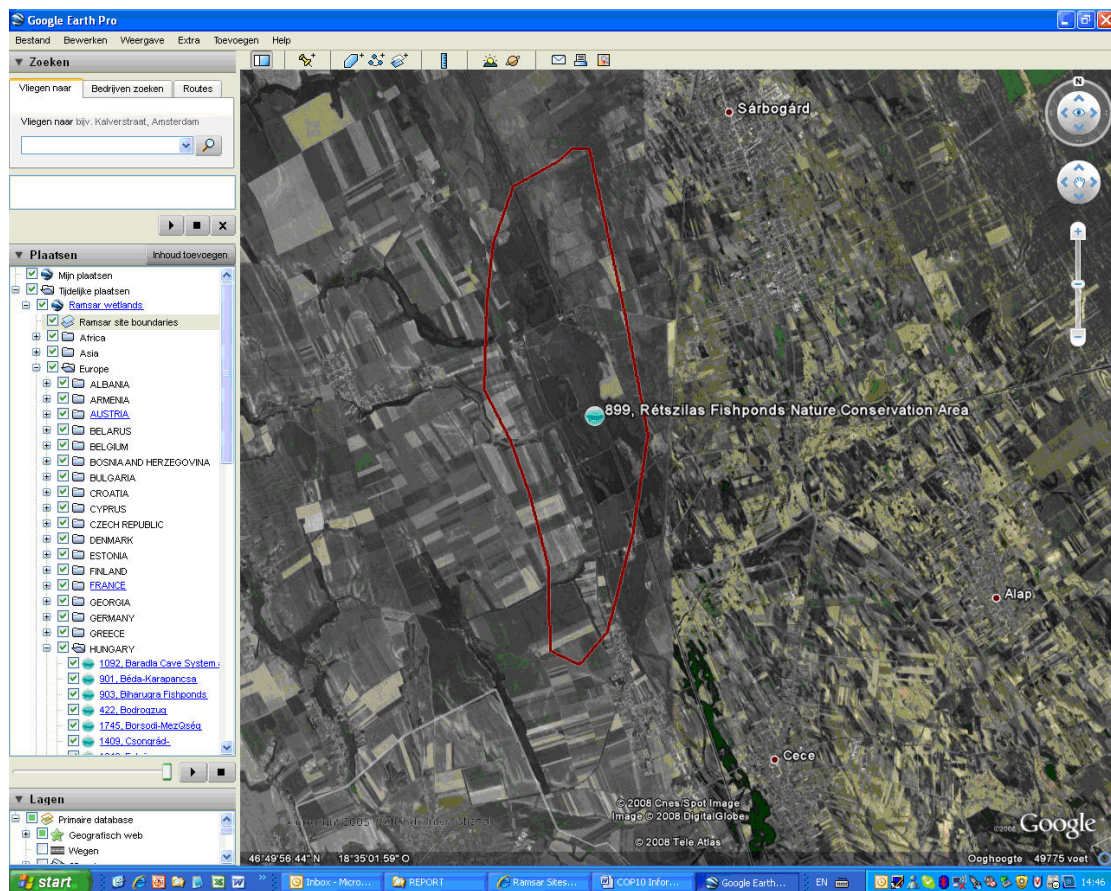 Google Earth Pro
Bestand Bewerken Weergave Extra Toevoegen Help
Zoeken
Vliegen naar Bedrijven zoeken Routes
Vliegen naar bijv. Kalverstraat, Amsterdam
Plaatsen Inhoud toevoegen
Mijn plaatsen
Tijdelijke plaatsen
Ramsar wetlands
Ramsar site boundaries
Africa
Asia
Europe
ALBANIA
ARMENIA
AUSTRIA
BELARUS
BELGIUM
BOSNIA AND HERZEGOVINA
BULGARIA
CROATIA
CYPRUS
CZECH REPUBLIC
DENMARK
ESTONIA
FINLAND
FRANCE
GEORGIA
GERMANY
GREECE
HUNGARY
1092, Baradla Cave System
901, Béda-Karapancsa
903, Biharugra Fishponds
422, Bodrogzug
1745, Borsodi-MezQség
1409, Csongrád-
Lagen
Primaire database
Geografisch web
Wegen
N
Sárbogárd
899, Rétszilas Fishponds Nature Conservation Area
Alap
Cece
© 2008 Cnes/Spot Image
Image © 2008 DigitalGlobe
© 2008 Tele Atlas
©2008 Google
46°49'56.44" N 18°35'01.59" O
Ooghoogte 49775 voet
start
Inbox - Micro...
REPORT
Ramsar Sites...
COP10 Infor...
Google Earth...
EN
14:46